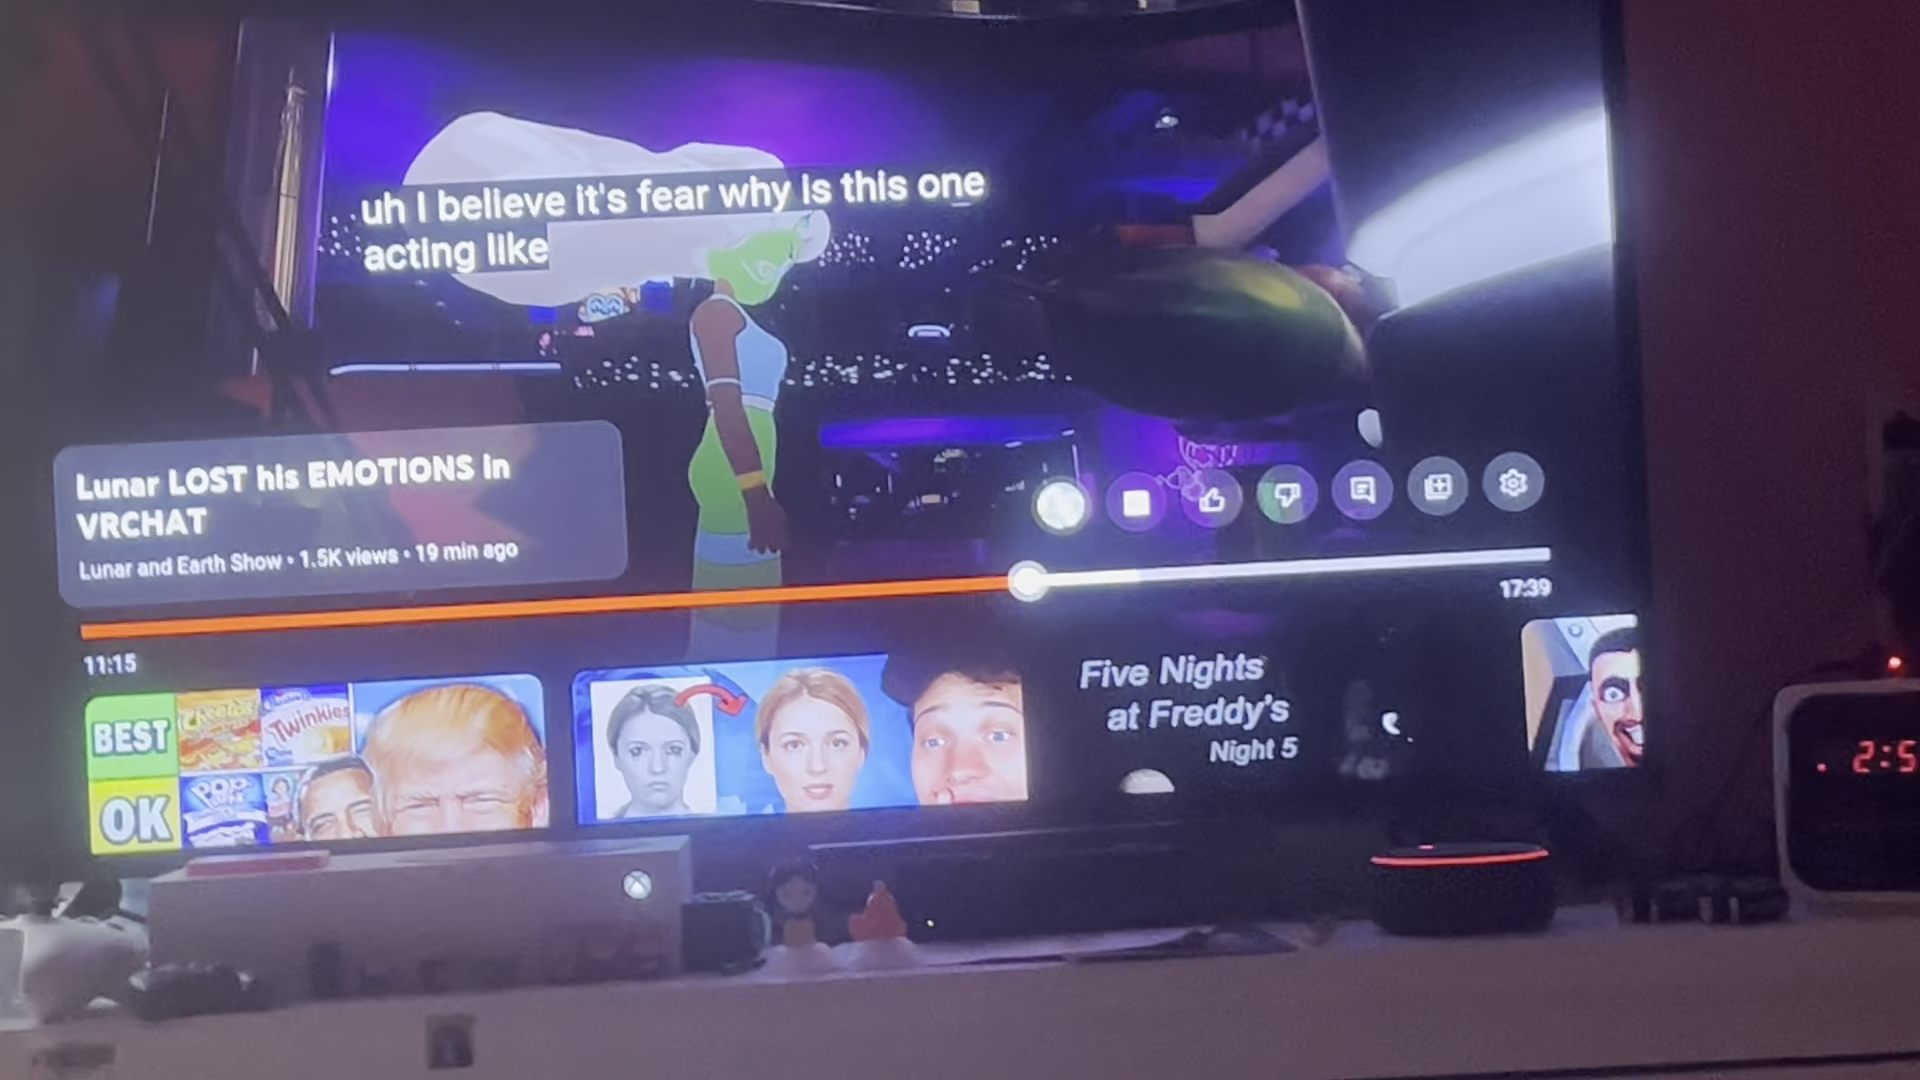 uh I believe it's fear why is this one
acting like
Lunar LOST his EMOTIONS in
VRCHAT
Lunar and Earth Show • 1.5K views • 19 min ago
17:39
11:15
BEST
Cheetos
Twinkies
OK
POP
Five Nights
at Freddy's
Night 5
2:5